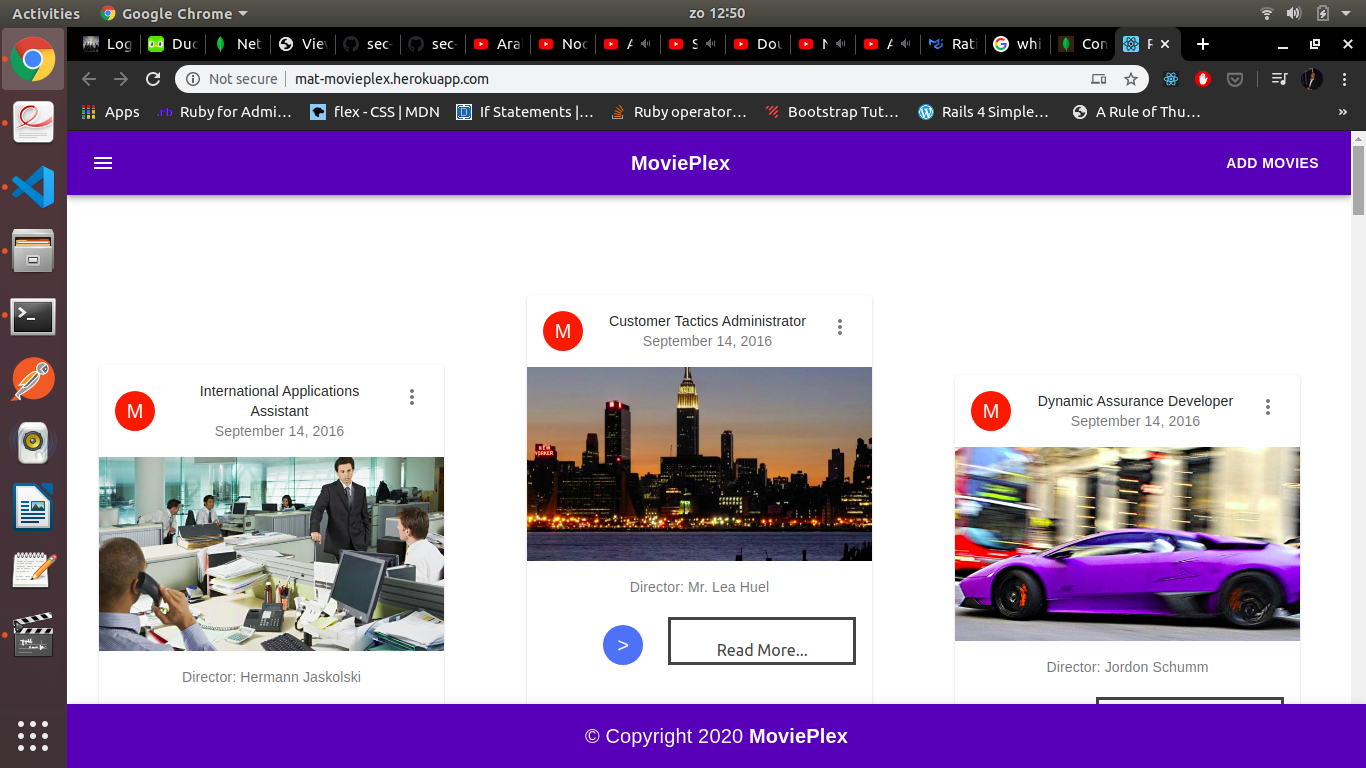 Activities
Google Chrome
zo 12:50
Log
Duc
Net
Viev
sec-
sec-
Ara
Noc
A
S
Dou
N
A
Rati
whi
Con
Not secure
mat-movieplex.herokuapp.com
Apps
.rb
Ruby for Admi…
flex - CSS | MDN
If Statements |…
Ruby operator…
Bootstrap Tut…
Rails 4 Simple…
A Rule of Thu…
»
MoviePlex
ADD MOVIES
M
International Applications
Assistant
September 14, 2016
Director: Hermann Jaskolski
M
Customer Tactics Administrator
September 14, 2016
NEW
YORKER
Director: Mr. Lea Huel
>
Read More...
M
Dynamic Assurance Developer
September 14, 2016
Director: Jordon Schumm
© Copyright 2020 MoviePlex